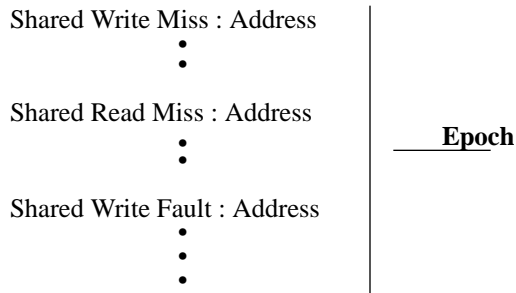 Shared Write Miss : Address
Shared Read Miss : Address
Epoch
Shared Write Fault : Address